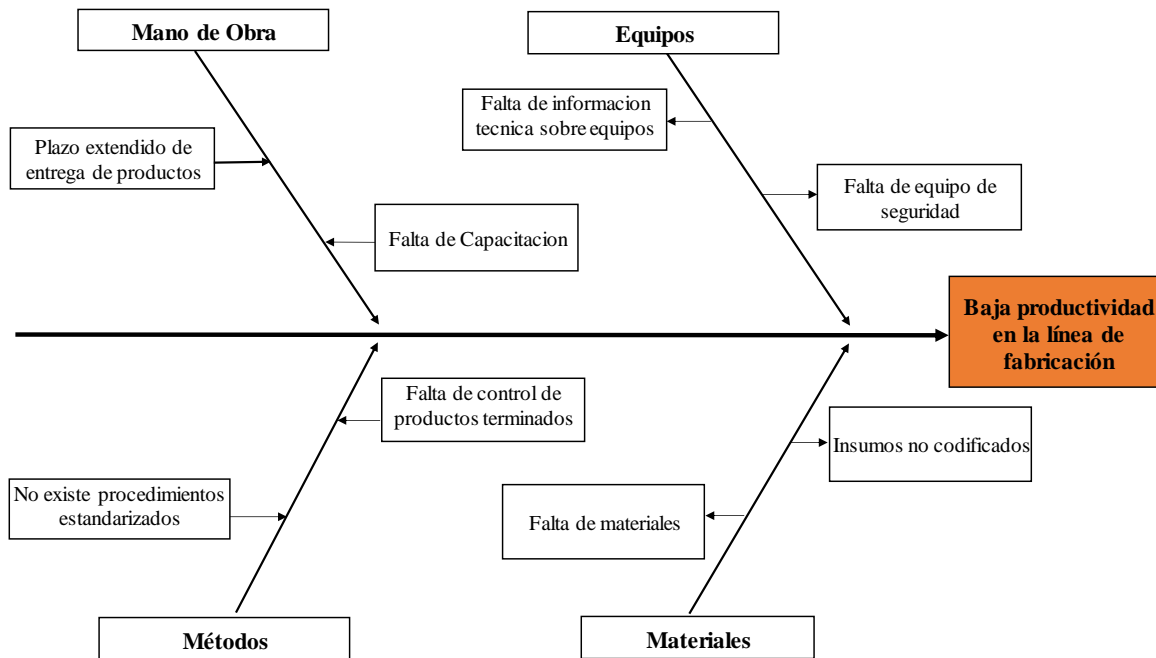 Mano de Obra
Equipos
Falta de informacion
tecnica sobre equipos
Plazo extendido de
entrega de productos
Falta de equipo de
seguridad
Falta de Capacitacion
Baja productividad
en la línea de
fabricación
Falta de control de
productos terminados
Insumos no codificados
No existe procedimientos
estandarizados
Falta de materiales
Métodos
Materiales